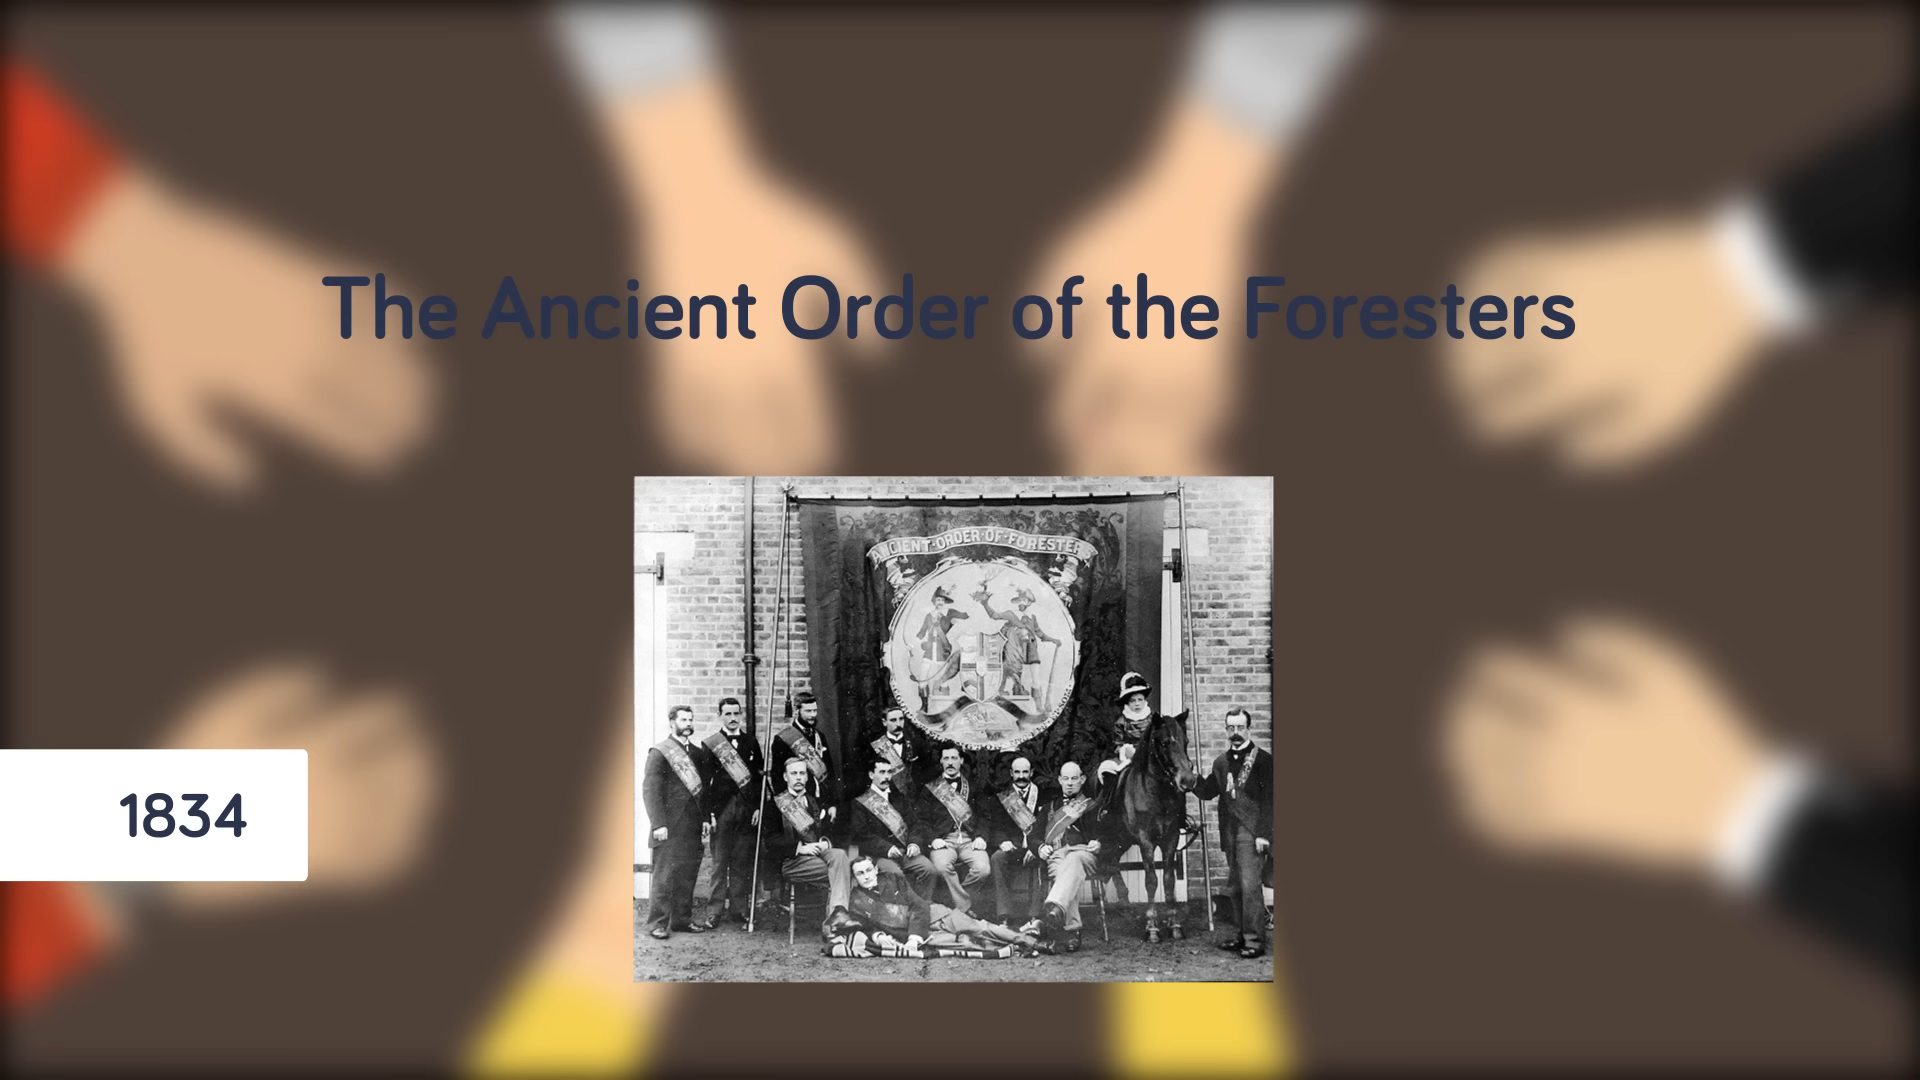 The Ancient Order of the Foresters
ANCIENT·ORDER·OF·FORESTERS
1834